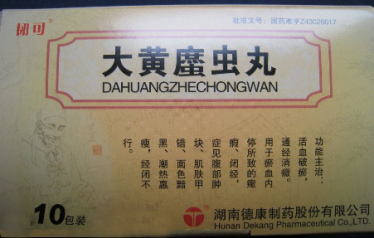 韧可
批准文号：国药准字Z43020017
大黄䗪虫丸
DAHUANGZHECHONGWAN
功能主治：
活血破瘀，
通经消癥。
用于瘀血内
停所致的癥
瘕、闭经，
症见腹部肿
块、肌肤甲
错、面色黯
黑、潮热羸
瘦，经闭不
行。
10包装
湖南德康制药股份有限公司
Hunan Dekang Pharmaceutical Co.,LTD.